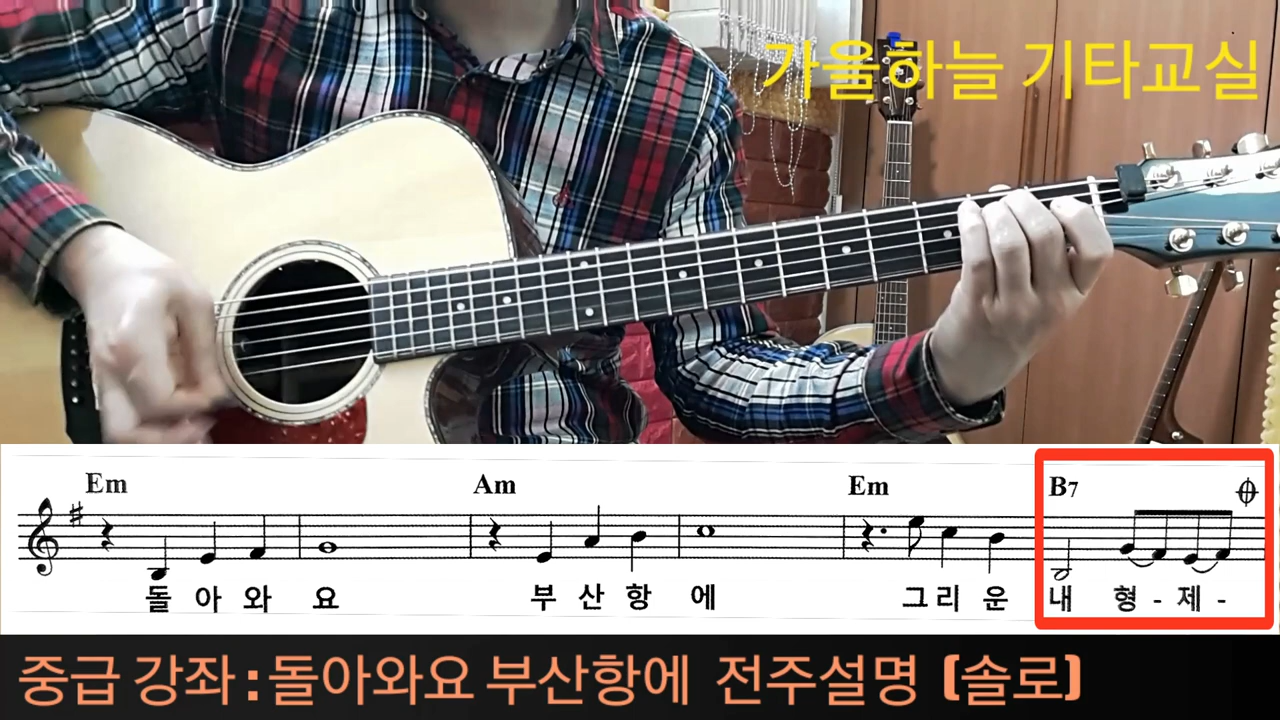 가을하늘 기타교실
Em Am Em B7
돌 아 와 요 부 산 항 에 그 리 운 내 형 - 제 -
중급 강좌 : 돌아와요 부산항에 전주설명 (솔로)